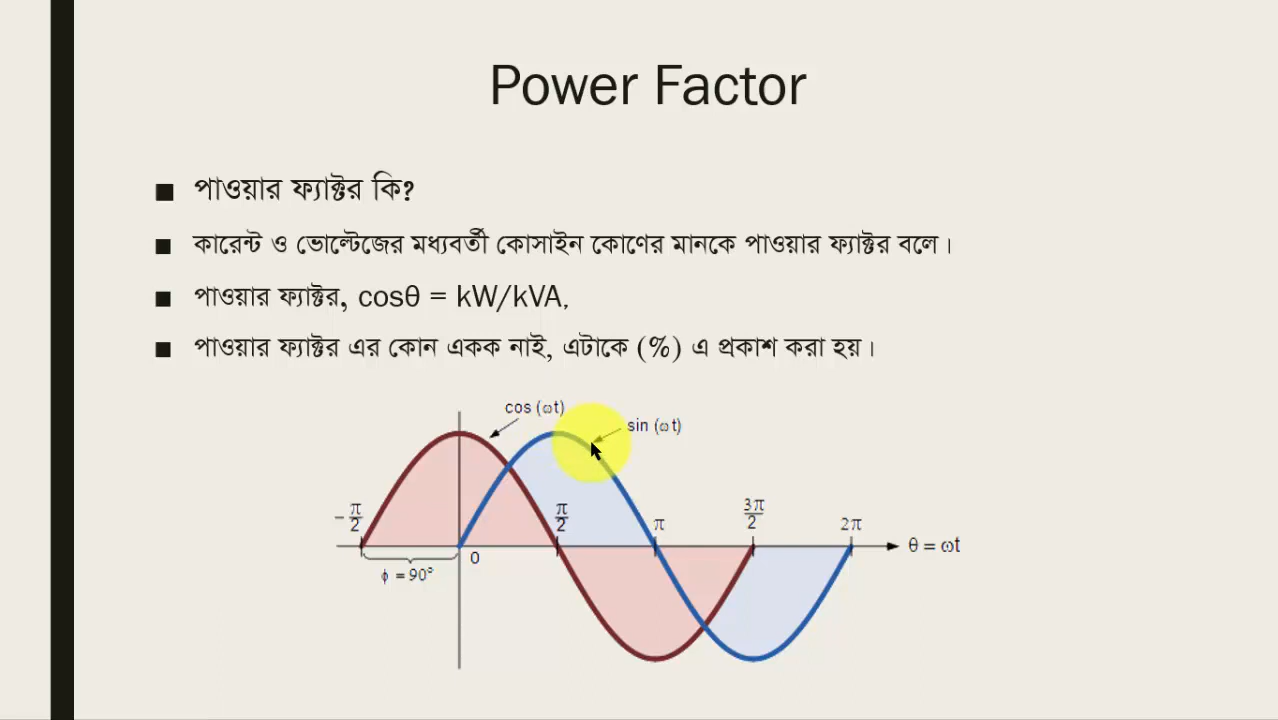 Power Factor
পাওয়ার ফ্যাক্টর কি?
কারেন্ট ও ভোল্টেজের মধ্যবর্তী কোসাইন কোণের মানকে পাওয়ার ফ্যাক্টর বলে।
পাওয়ার ফ্যাক্টর, cosθ = kW/kVA,
পাওয়ার ফ্যাক্টর এর কোন একক নাই, এটাকে (%) এ প্রকাশ করা হয়।
cos (ωt)
sin (ωt)
-π/2
π/2
π
3π/2
2π
θ = ωt
0
ϕ = 90°